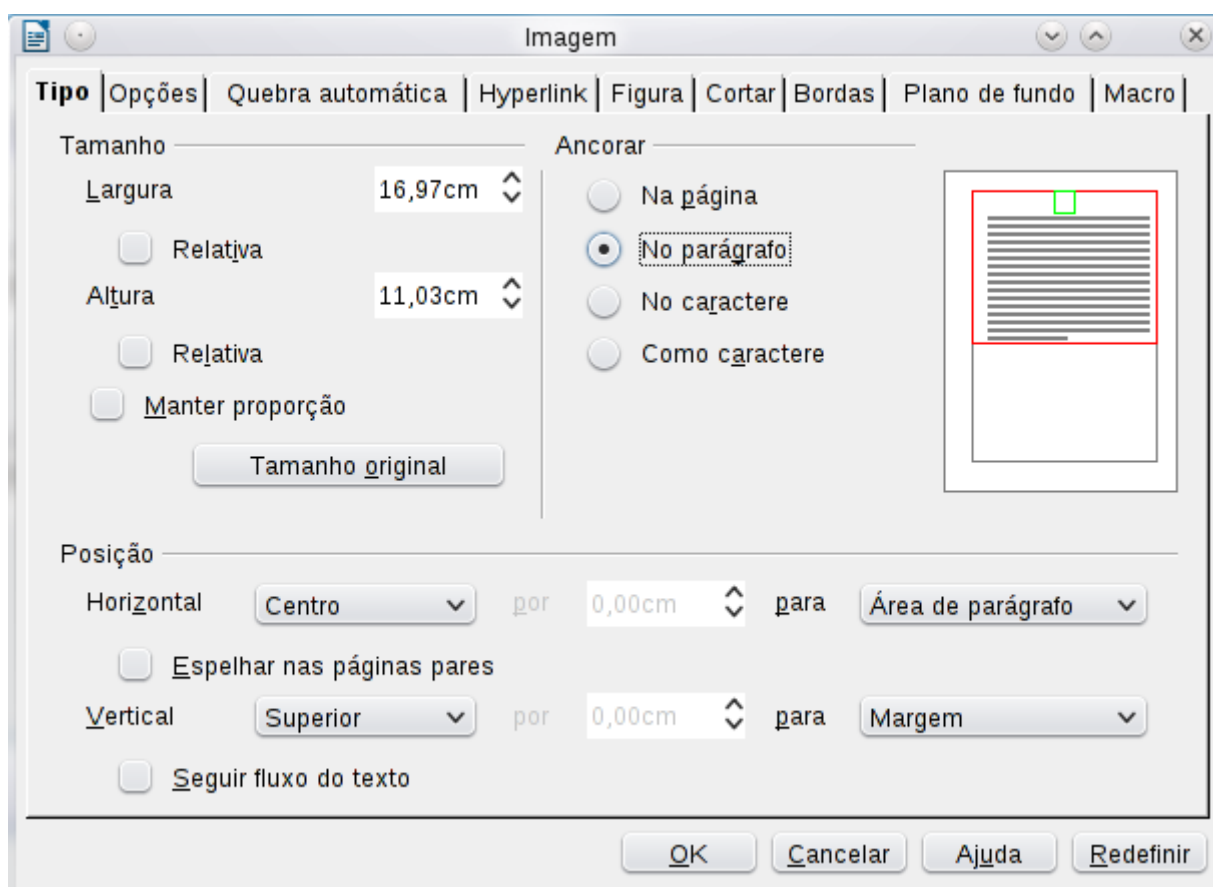 Imagem
Tipo Opções Quebra automática Hyperlink Figura Cortar Bordas Plano de fundo Macro
Tamanho
Largura 16,97cm
Relativa
Altura 11,03cm
Relativa
Manter proporção
Tamanho original
Ancorar
Na página
No parágrafo
No caractere
Como caractere
Posição
Horizontal Centro por 0,00cm para Área de parágrafo
Espelhar nas páginas pares
Vertical Superior por 0,00cm para Margem
Seguir fluxo do texto
OK Cancelar Ajuda Redefinir